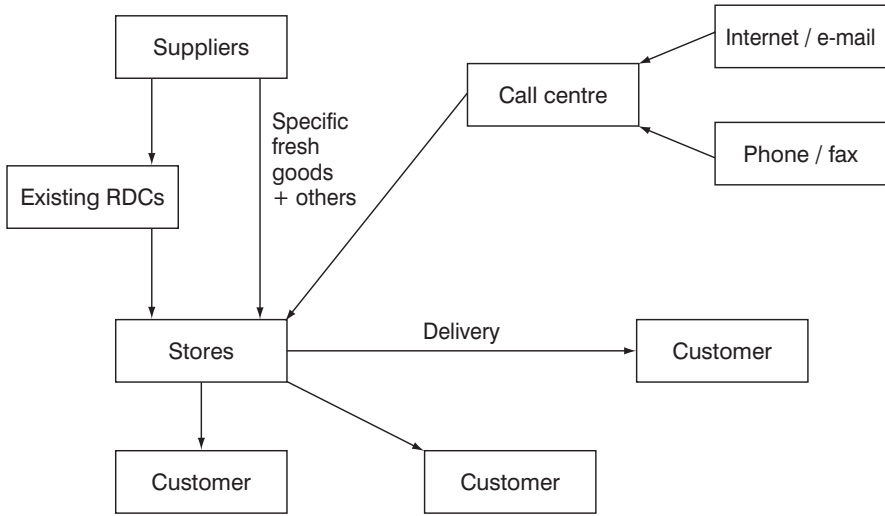 Suppliers
Internet / e-mail
Call centre
Specific
fresh
goods
+ others
Phone / fax
Existing RDCs
Delivery
Stores
Customer
Customer
Customer